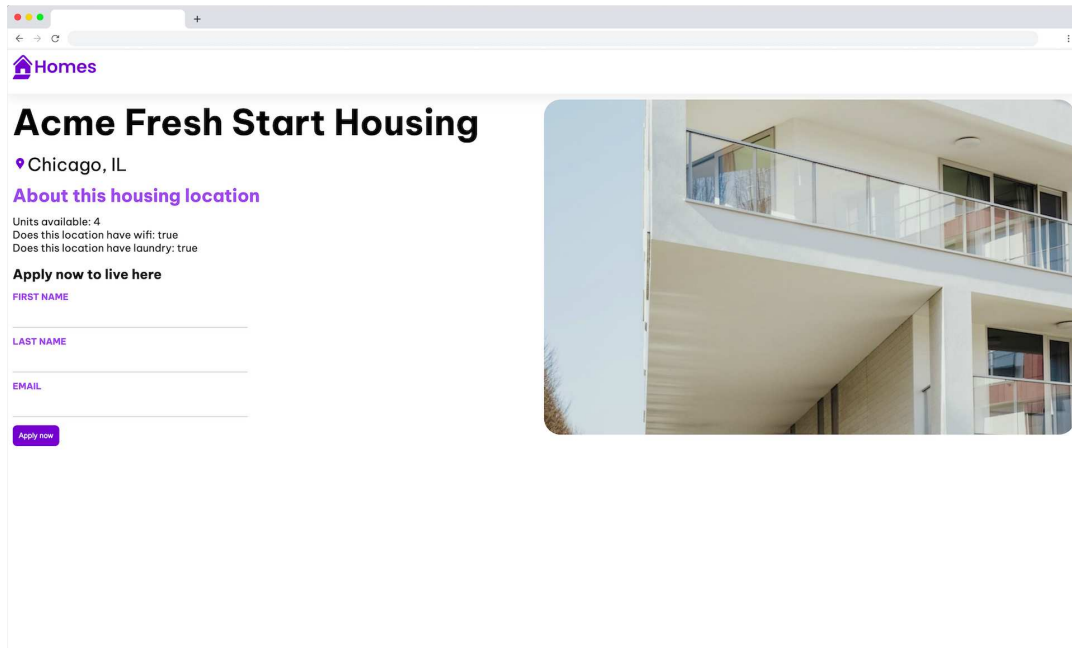 Homes
Acme Fresh Start Housing
Chicago, IL
About this housing location
Units available: 4
Does this location have wifi: true
Does this location have laundry: true
Apply now to live here
FIRST NAME
LAST NAME
EMAIL
Apply now